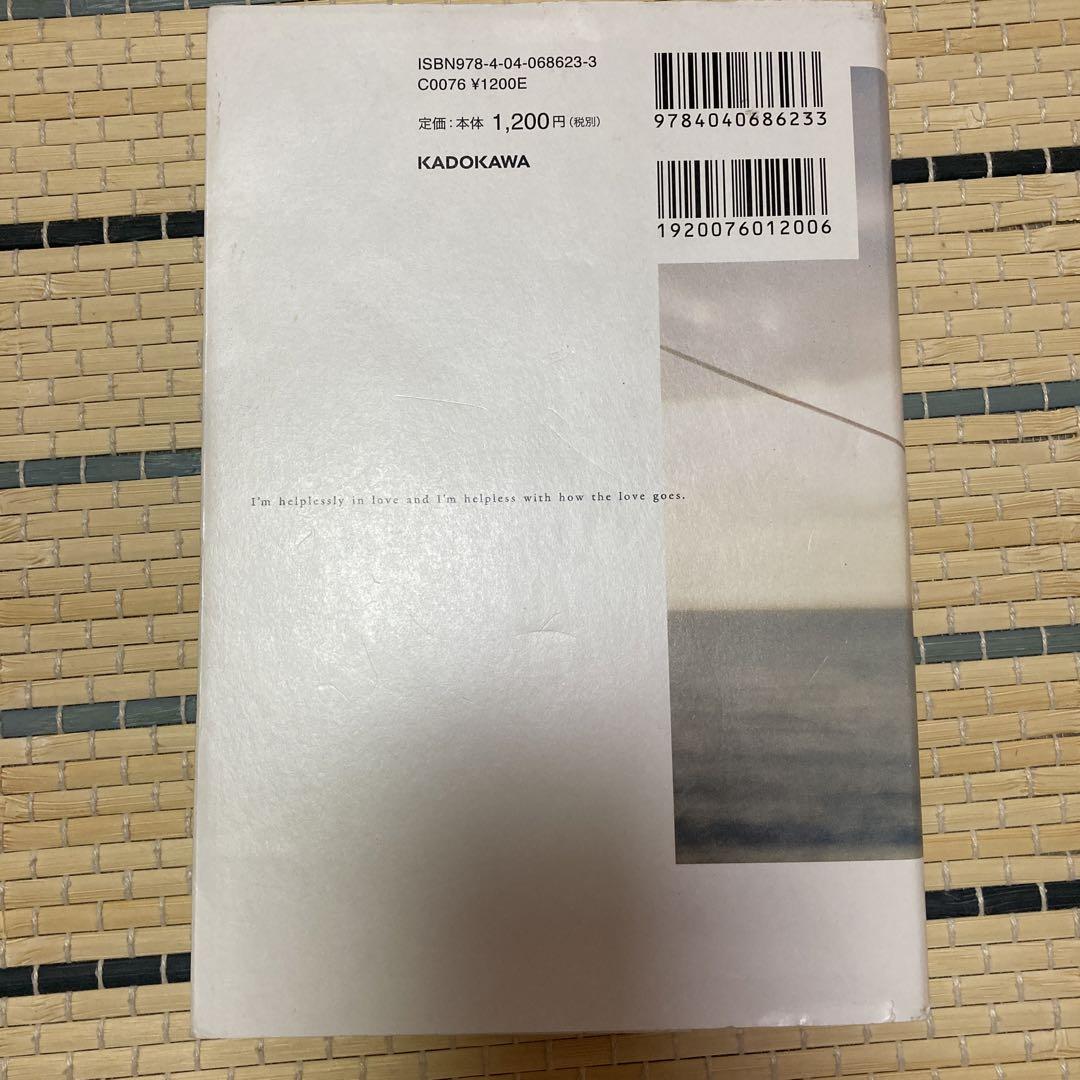 ISBN978-4-04-068623-3
C0076 ¥1200E
定価:本体 1,200円(税別)
KADOKAWA
9784040686233
1920076012006
I'm helplessly in love and I'm helpless with how the love goes.